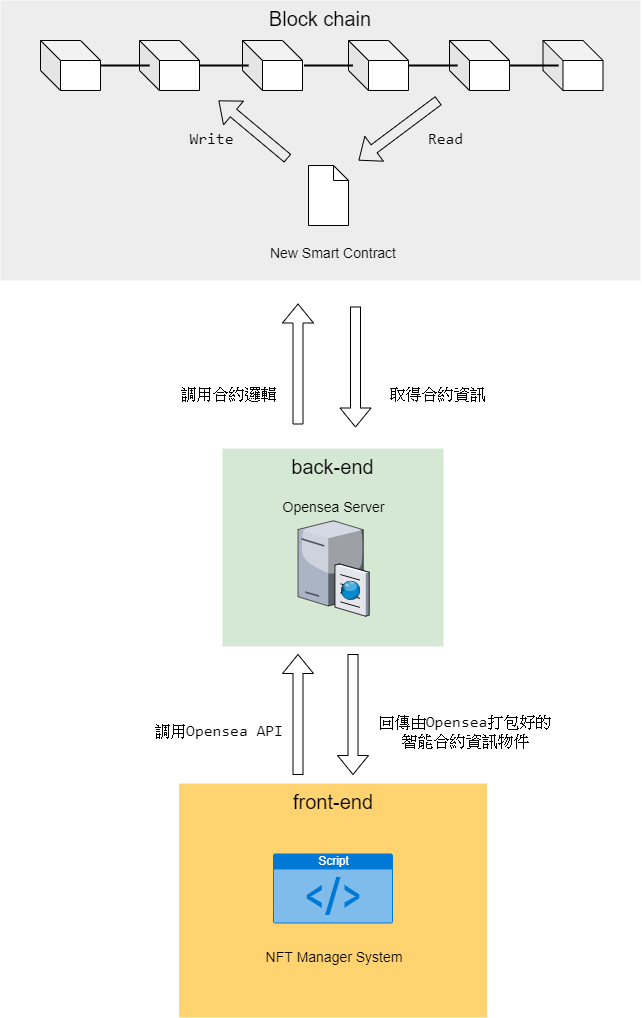 Block chain
Write
Read
New Smart Contract
調用合約邏輯
取得合約資訊
back-end
Opensea Server
調用Opensea API
回傳由Opensea打包好的
智能合約資訊物件
front-end
Script
</>
NFT Manager System